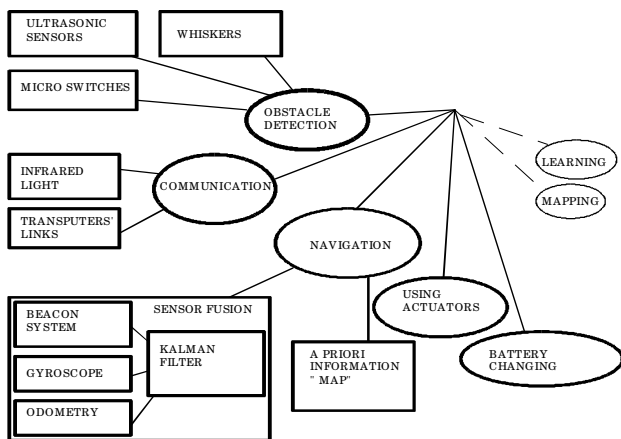 ULTRASONIC
SENSORS
WHISKERS
MICRO SWITCHES
OBSTACLE
DETECTION
LEARNING
MAPPING
INFRARED
LIGHT
COMMUNICATION
TRANSPUTERS'
LINKS
NAVIGATION
USING
ACTUATORS
BATTERY
CHANGING
SENSOR FUSION
BEACON
SYSTEM
KALMAN
FILTER
GYROSCOPE
ODOMETRY
A PRIORI
INFORMATION
" MAP"